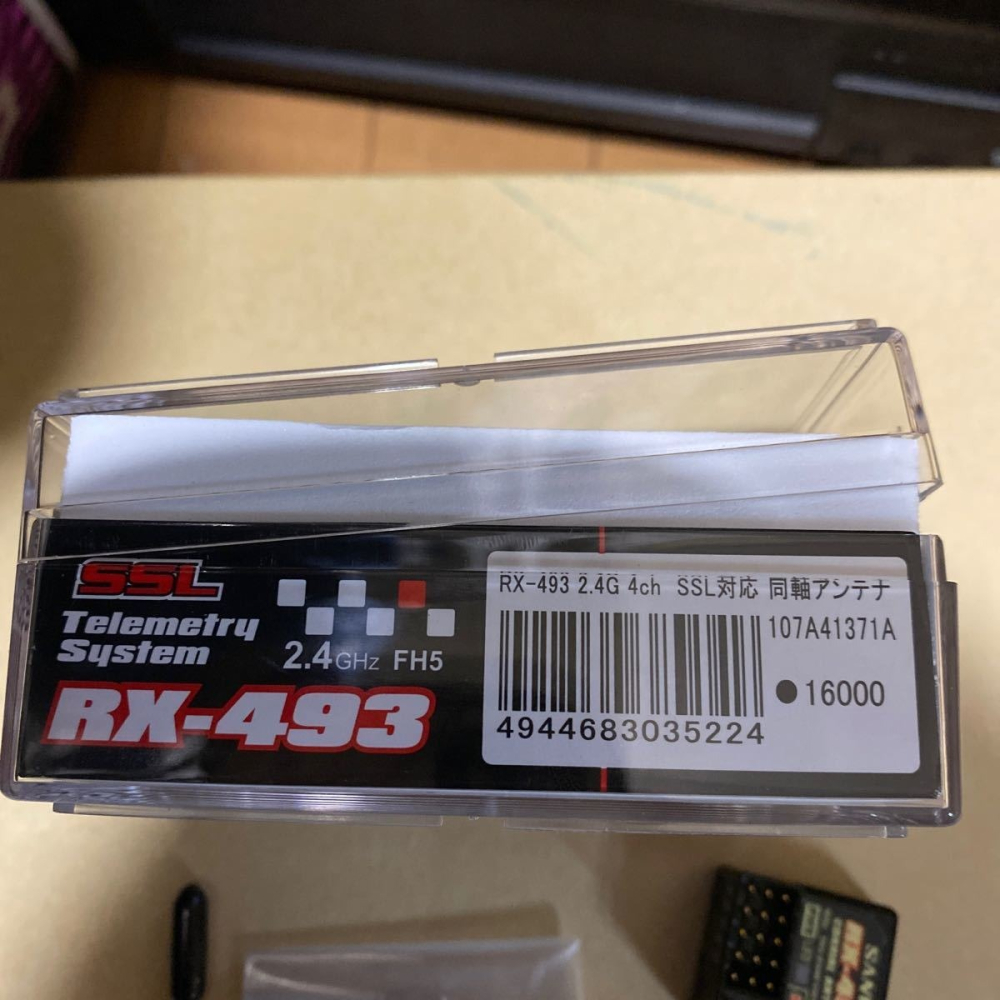 SSL
Telemetry
System
2.4GHz FH5
RX-493
RX-493 2.4G 4ch SSL対応 同軸アンテナ
107A41371A
●16000
4944683035224
SAN